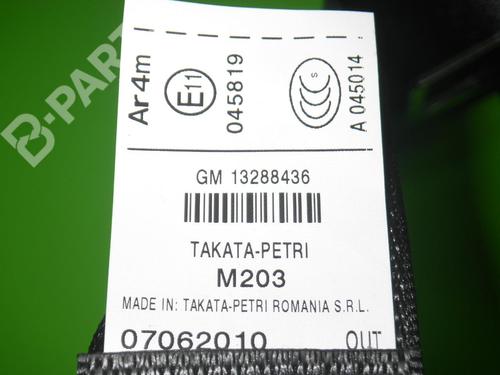 B-PARTS
Ar4m
E11
045819
S
A 045014
GM 13288436
TAKATA-PETRI
M203
MADE IN: TAKATA-PETRI ROMANIA S.R.L.
07062010 OUT